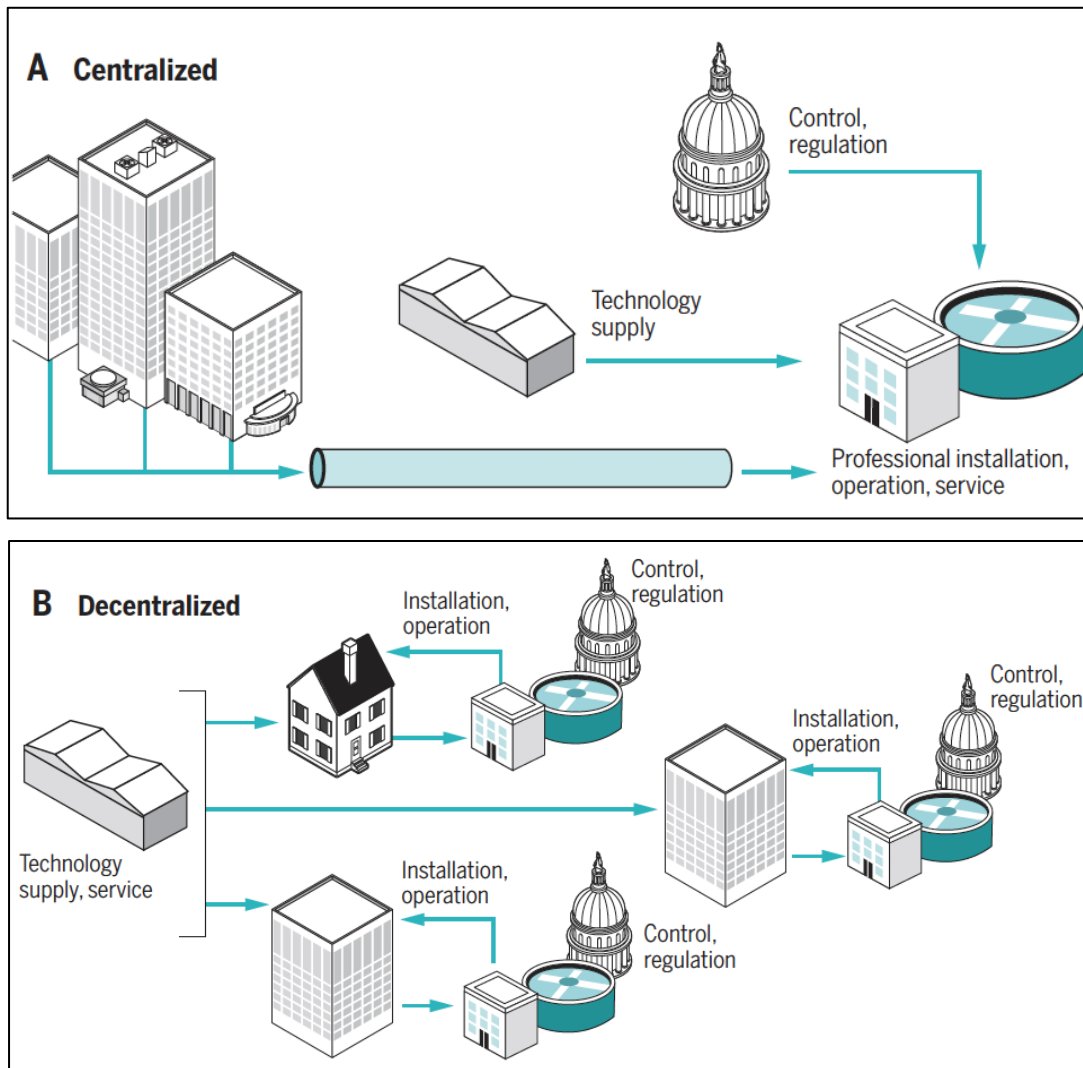 A Centralized
Control,
regulation
Technology
supply
Professional installation,
operation, service
B Decentralized
Installation,
operation
Control,
regulation
Control,
regulation
Installation,
operation
Technology
supply, service
Installation,
operation
Control,
regulation